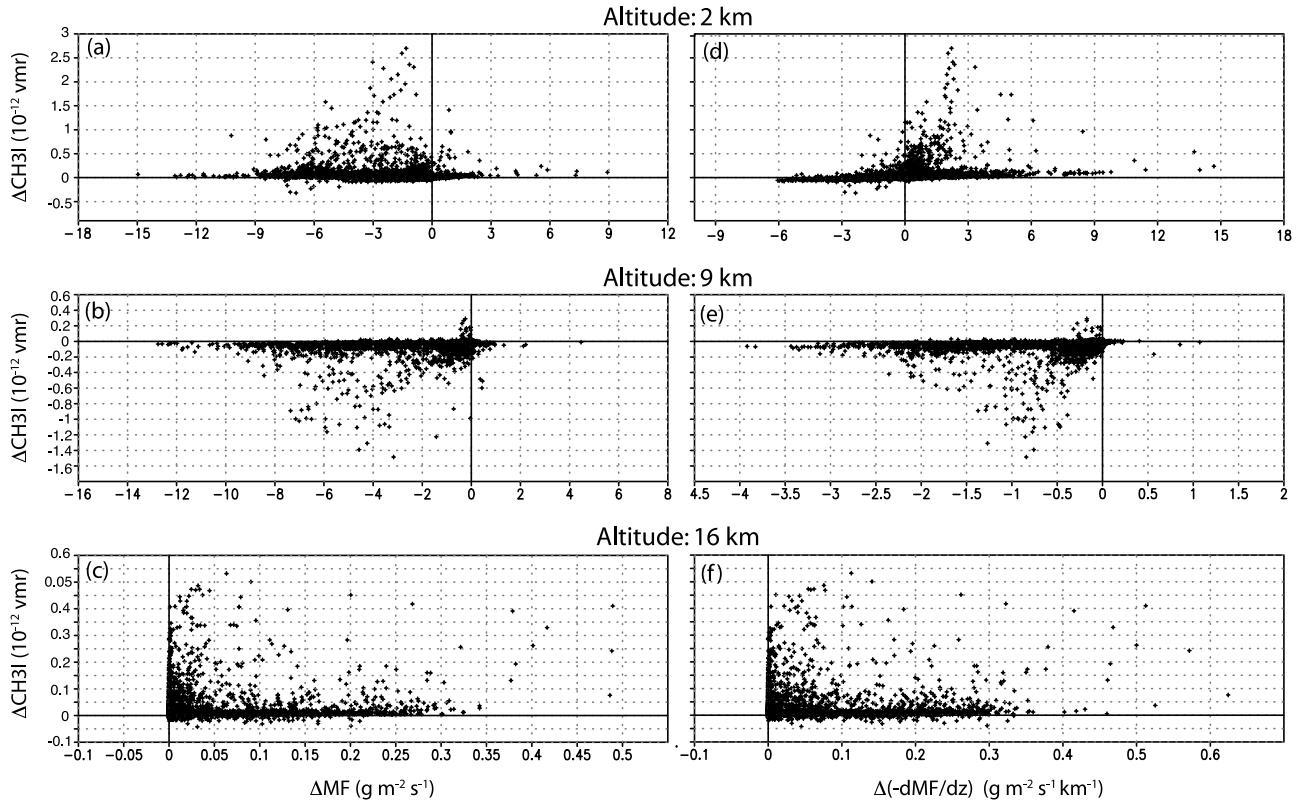 Altitude: 2 km
(a)
(d)
3
2.5
2
1.5
1
0.5
0
-0.5
ΔCH3I (10⁻¹² vmr)
-18 -15 -12 -9 -6 -3 0 3 6 9 12
-9 -6 -3 0 3 6 9 12 15 18
Altitude: 9 km
(b)
(e)
0.6
0.4
0.2
0
-0.2
-0.4
-0.6
-0.8
-1
-1.2
-1.4
-1.6
ΔCH3I (10⁻¹² vmr)
-16 -14 -12 -10 -8 -6 -4 -2 0 2 4 6 8
4.5 -4 -3.5 -3 -2.5 -2 -1.5 -1 -0.5 0 0.5 1 1.5 2
Altitude: 16 km
(c)
(f)
0.6
0.05
0.4
0.3
0.2
0.1
0
-0.1
ΔCH3I (10⁻¹² vmr)
-0.1 -0.05 0 0.05 0.1 0.15 0.2 0.25 0.3 0.35 0.4 0.45 0.5
-0.1 0 0.1 0.2 0.3 0.4 0.5 0.6
ΔMF (g m⁻² s⁻¹)
Δ(-dMF/dz) (g m⁻² s⁻¹ km⁻¹)